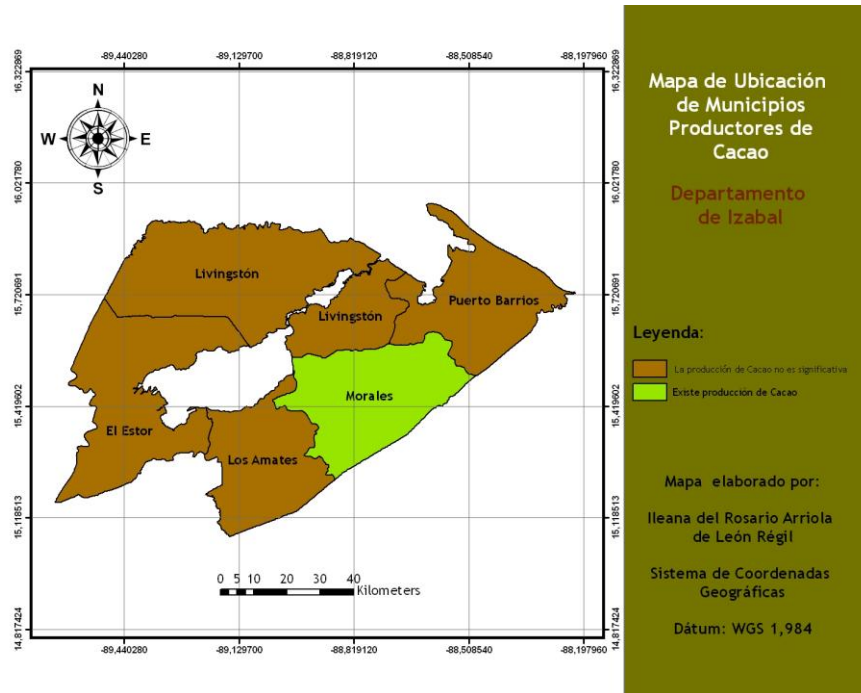 -89,440280 -89,129700 -88,819120 -88,508540 -88,197960
16,322869 16,322869
N
W E
S
16,021780 16,021780
Livingstón
15,720691 15,720691
Puerto Barrios
Livingstón
Morales
15,419602 15,419602
El Estor
Los Amates
15,118513 15,118513
0 5 10 20 30 40
Kilometers
14,817424 14,817424
-89,440280 -89,129700 -88,819120 -88,508540 -88,197960
Mapa de Ubicación
de Municipios
Productores de
Cacao
Departamento
de Izabal
Leyenda:
La producción de Cacao no es significativa
Existe producción de Cacao
Mapa elaborado por:
Ileana del Rosario Arriola
de León Régil
Sistema de Coordenadas
Geográficas
Dátum: WGS 1,984